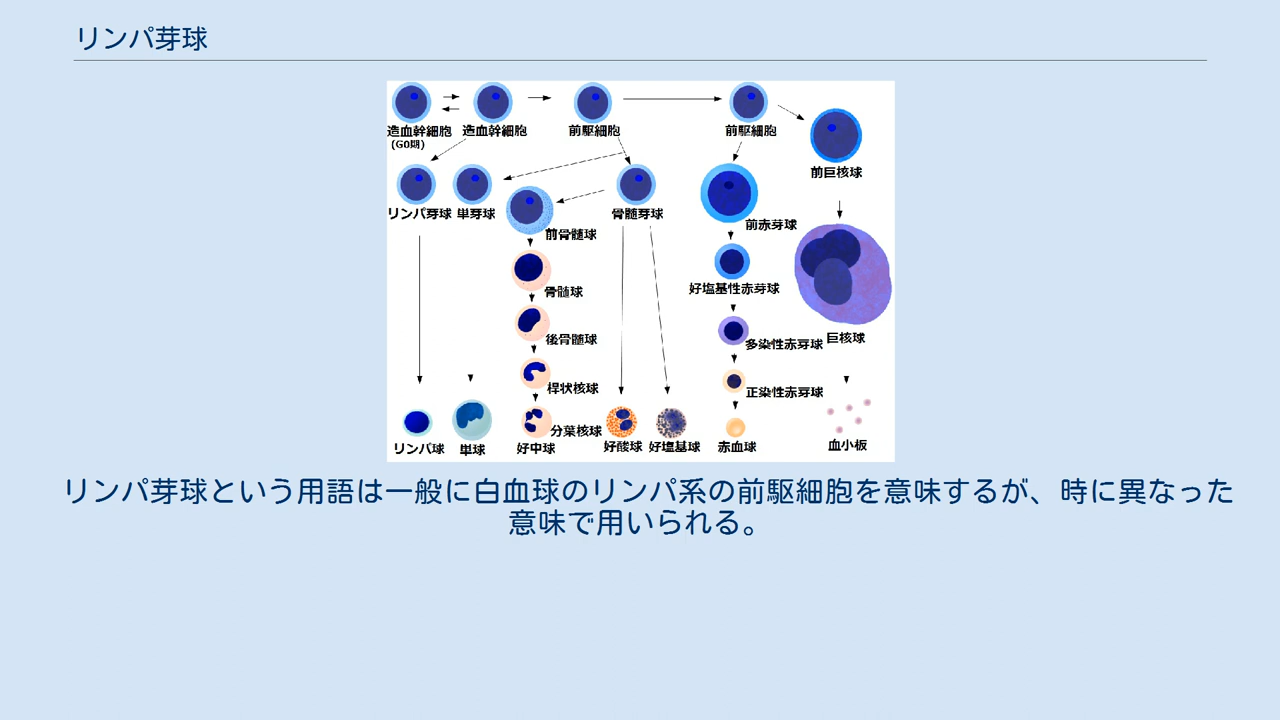 リンパ芽球
造血幹細胞
(G0期)
造血幹細胞
前駆細胞
前駆細胞
前巨核球
リンパ芽球
単芽球
前骨髄球
骨髄芽球
前赤芽球
骨髄球
好塩基性赤芽球
後骨髄球
多染性赤芽球
巨核球
桿状核球
正染性赤芽球
分葉核球
リンパ球
単球
好中球
好酸球
好塩基球
赤血球
血小板
リンパ芽球という用語は一般に白血球のリンパ系の前駆細胞を意味するが、時に異なった
意味で用いられる。